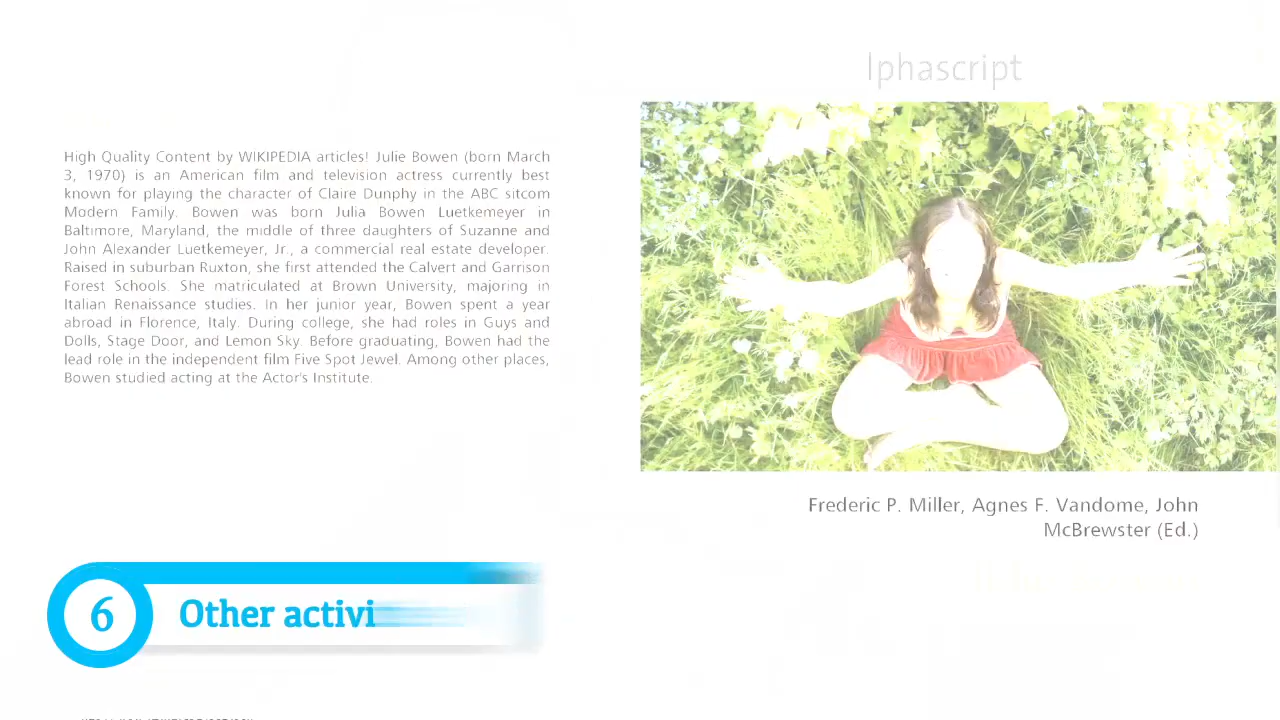 lphascript
High Quality Content by WIKIPEDIA articles! Julie Bowen (born March
3, 1970) is an American film and television actress currently best
known for playing the character of Claire Dunphy in the ABC sitcom
Modern Family. Bowen was born Julia Bowen Luetkemeyer in
Baltimore, Maryland, the middle of three daughters of Suzanne and
John Alexander Luetkemeyer, Jr., a commercial real estate developer.
Raised in suburban Ruxton, she first attended the Calvert and Garrison
Forest Schools. She matriculated at Brown University, majoring in
Italian Renaissance studies. In her junior year, Bowen spent a year
abroad in Florence, Italy. During college, she had roles in Guys and
Dolls, Stage Door, and Lemon Sky. Before graduating, Bowen had the
lead role in the independent film Five Spot Jewel. Among other places,
Bowen studied acting at the Actor's Institute.
Frederic P. Miller, Agnes F. Vandome, John
McBrewster (Ed.)
6 Other activi